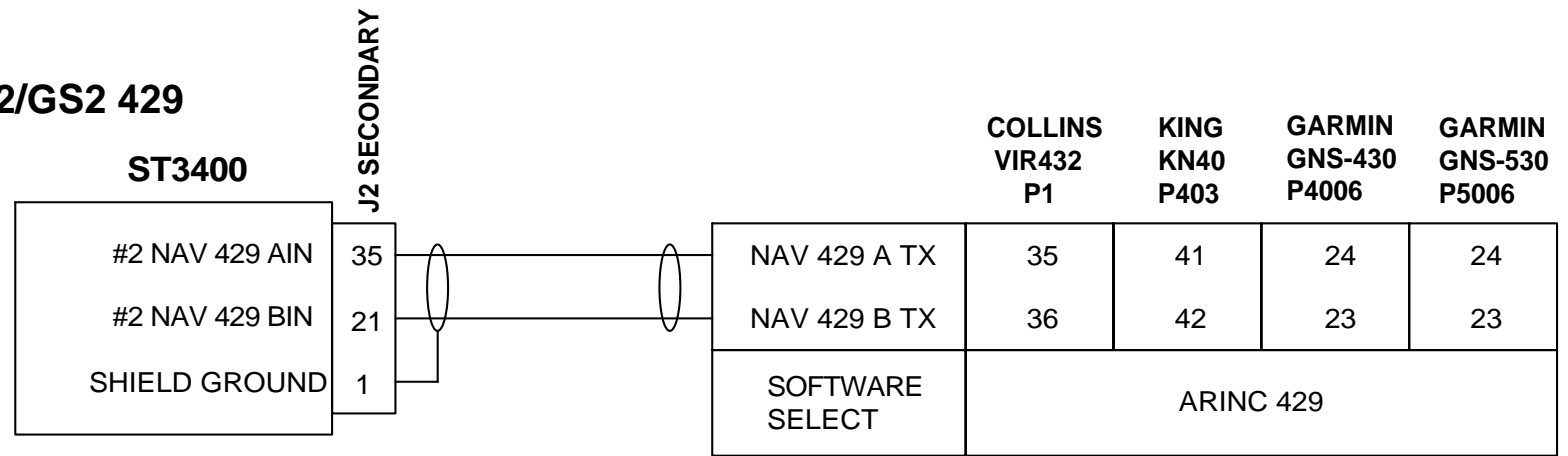 2/GS2 429
ST3400
J2 SECONDARY
COLLINS VIR432 P1
KING KN40 P403
GARMIN GNS-430 P4006
GARMIN GNS-530 P5006
#2 NAV 429 AIN 35 NAV 429 A TX 35 41 24 24
#2 NAV 429 BIN 21 NAV 429 B TX 36 42 23 23
SHIELD GROUND 1
SOFTWARE
SELECT
ARINC 429